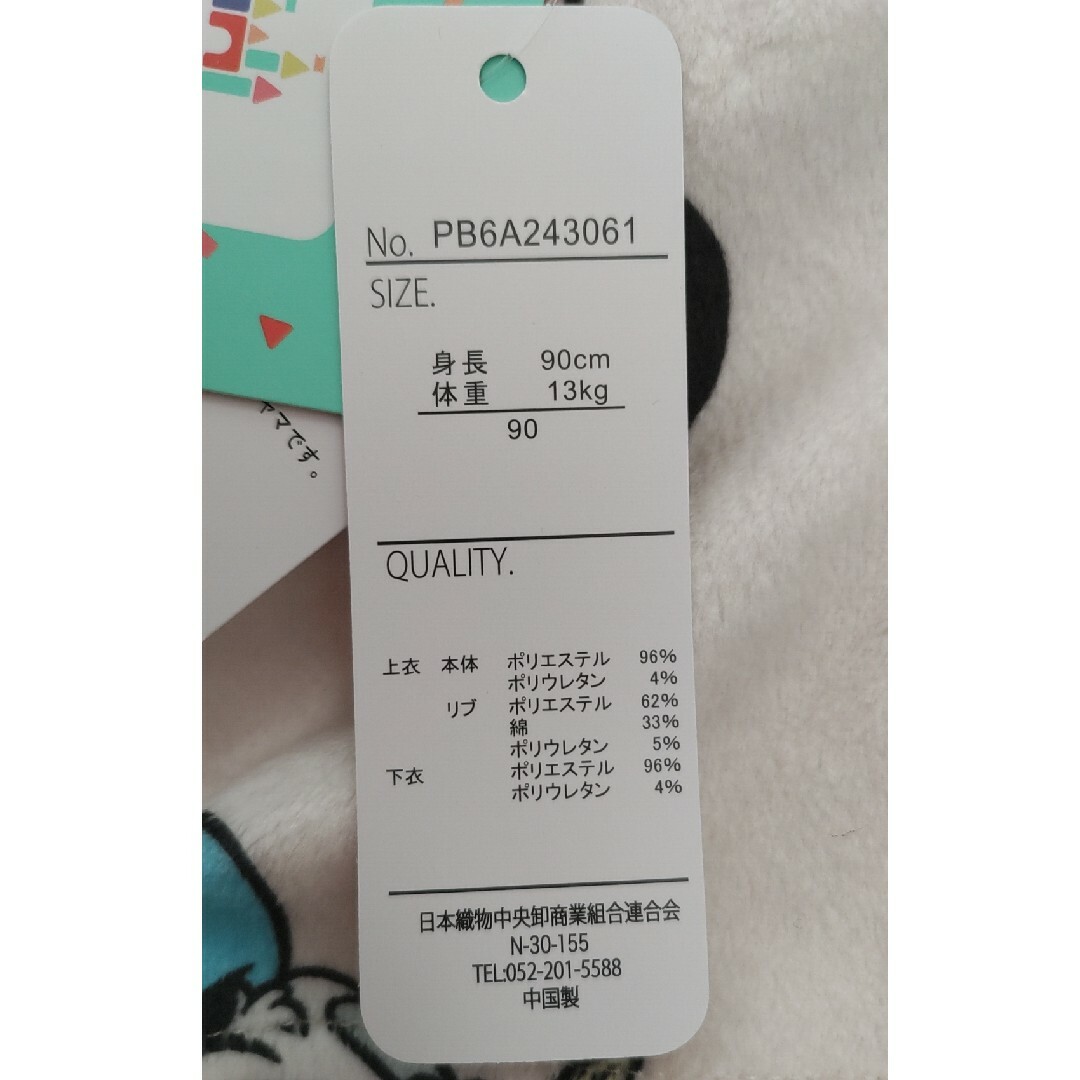 No. PB6A243061
SIZE.
身長 90cm
体重 13kg
90
QUALITY.
上衣 本体 ポリエステル 96%
ポリウレタン 4%
リブ ポリエステル 62%
綿 33%
ポリウレタン 5%
下衣 ポリエステル 96%
ポリウレタン 4%
日本織物中央卸商業組合連合会
N-30-155
TEL:052-201-5588
中国製
マです。